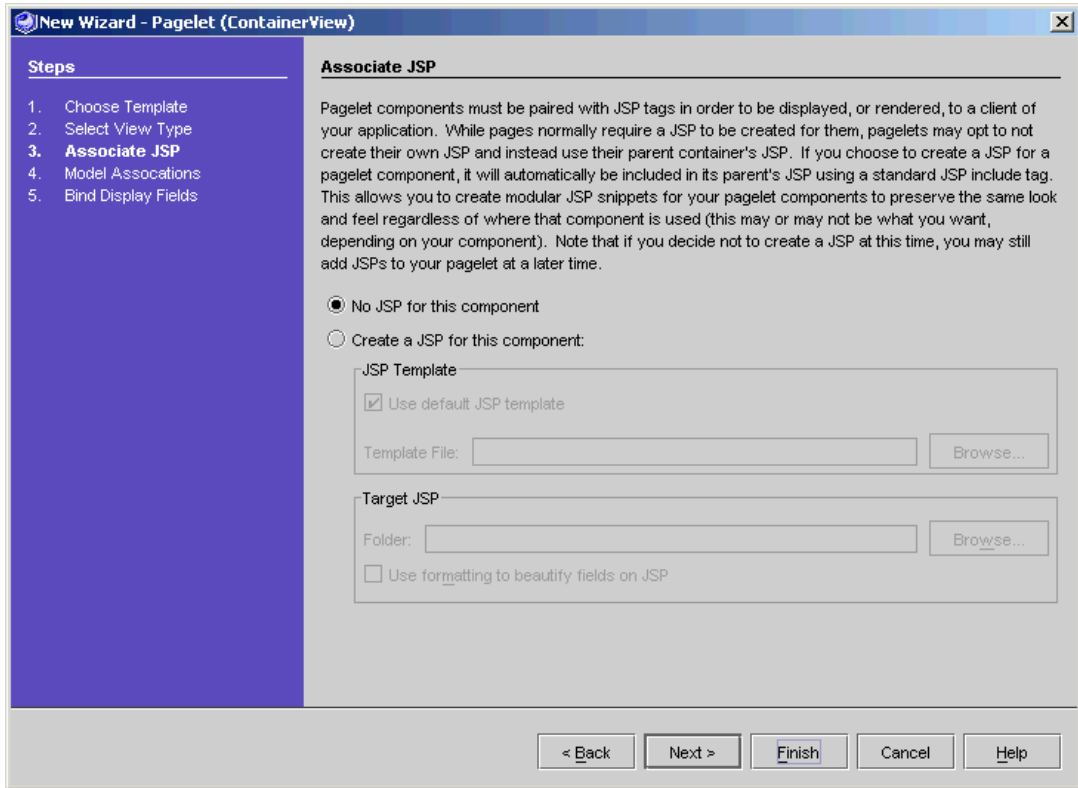 New Wizard - Pagelet (ContainerView)
Steps
1. Choose Template
2. Select View Type
3. Associate JSP
4. Model Assocations
5. Bind Display Fields
Associate JSP
Pagelet components must be paired with JSP tags in order to be displayed, or rendered, to a client of
your application. While pages normally require a JSP to be created for them, pagelets may opt to not
create their own JSP and instead use their parent container's JSP. If you choose to create a JSP for a
pagelet component, it will automatically be included in its parent's JSP using a standard JSP include tag.
This allows you to create modular JSP snippets for your pagelet components to preserve the same look
and feel regardless of where that component is used (this may or may not be what you want,
depending on your component). Note that if you decide not to create a JSP at this time, you may still
add JSPs to your pagelet at a later time.
No JSP for this component
Create a JSP for this component:
JSP Template
Use default JSP template
Template File: Browse...
Target JSP
Folder: Browse...
Use formatting to beautify fields on JSP
< Back Next > Finish Cancel Help